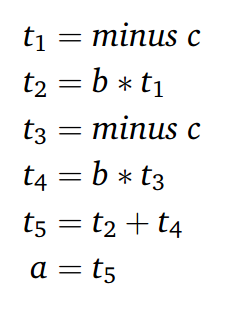 t₁ = minus c
t₂ = b * t₁
t₃ = minus c
t₄ = b * t₃
t₅ = t₂ + t₄
a = t₅